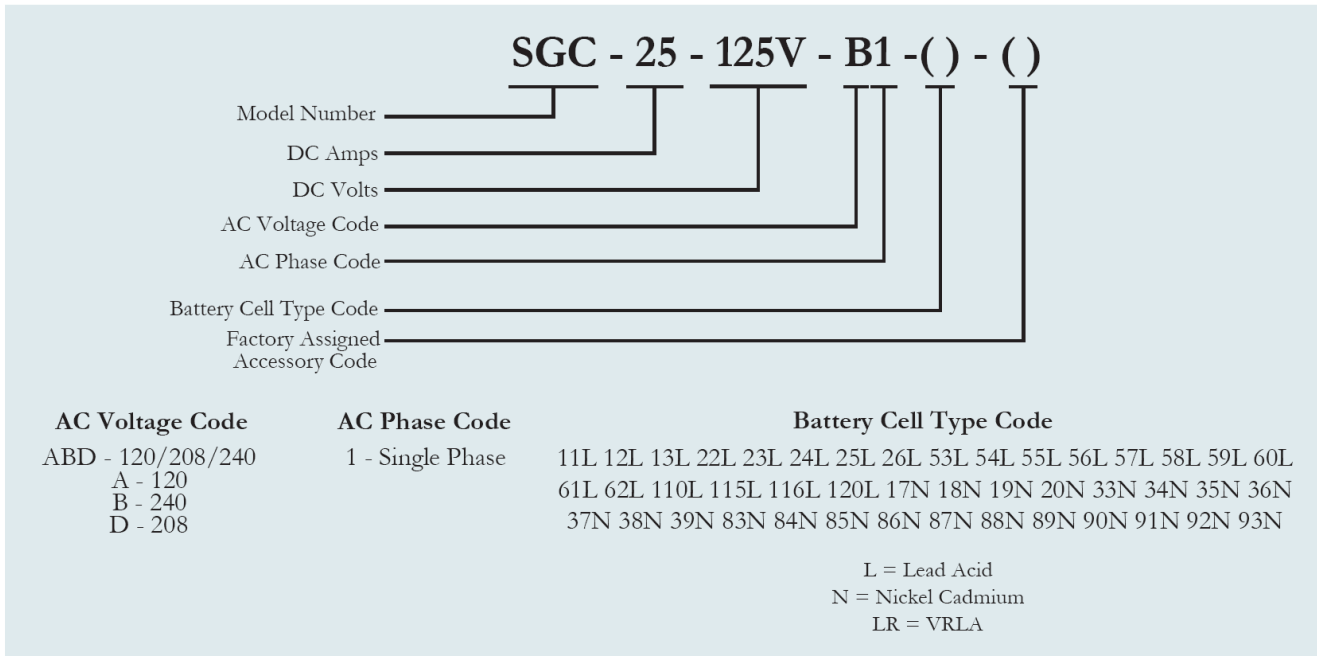 SGC - 25 - 125V - B1 -( ) - ( )
Model Number
DC Amps
DC Volts
AC Voltage Code
AC Phase Code
Battery Cell Type Code
Factory Assigned
Accessory Code
AC Voltage Code
ABD - 120/208/240
A - 120
B - 240
D - 208
AC Phase Code
1 - Single Phase
Battery Cell Type Code
11L 12L 13L 22L 23L 24L 25L 26L 53L 54L 55L 56L 57L 58L 59L 60L
61L 62L 110L 115L 116L 120L 17N 18N 19N 20N 33N 34N 35N 36N
37N 38N 39N 83N 84N 85N 86N 87N 88N 89N 90N 91N 92N 93N
L = Lead Acid
N = Nickel Cadmium
LR = VRLA